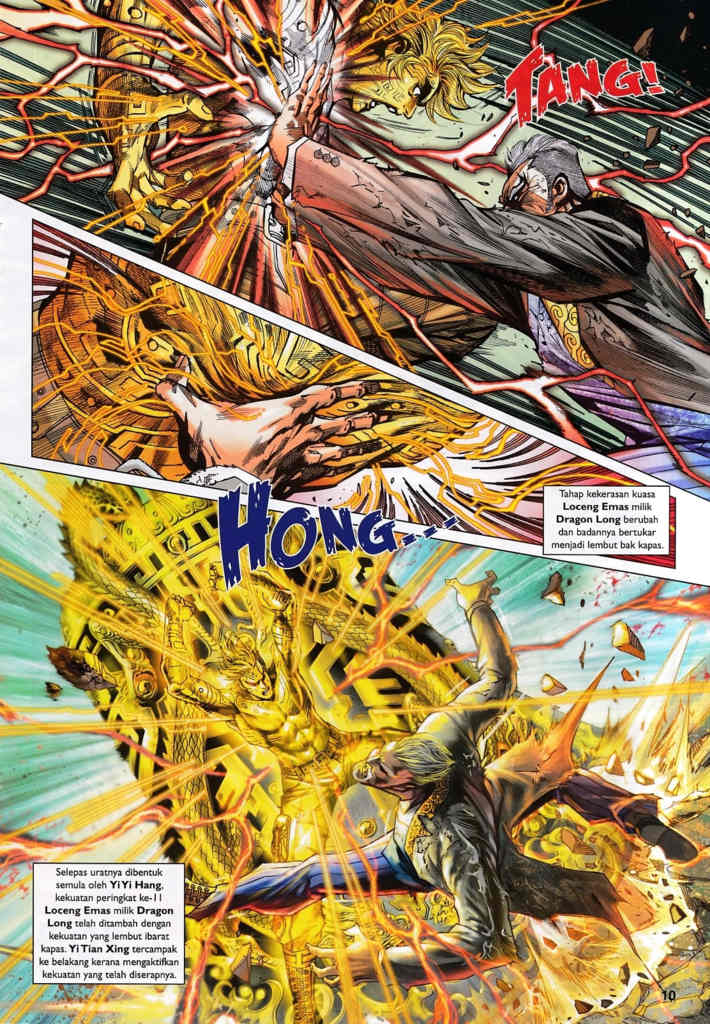 TANG!
Tahap kekerasan kuasa
Loceng Emas milik
Dragon Long berubah
dan badannya bertukar
menjadi lembut bak kapas.
HONG...
Selepas uratnya dibentuk
semula oleh YiYi Hang,
kekuatan peringkat ke-11
Loceng Emas milik Dragon
Long telah ditambah dengan
kekuatan yang lembut ibarat
kapas. Yi Tian Xing tercampak
ke belakang kerana mengaktifkan
kekuatan yang telah diserapnya.
10